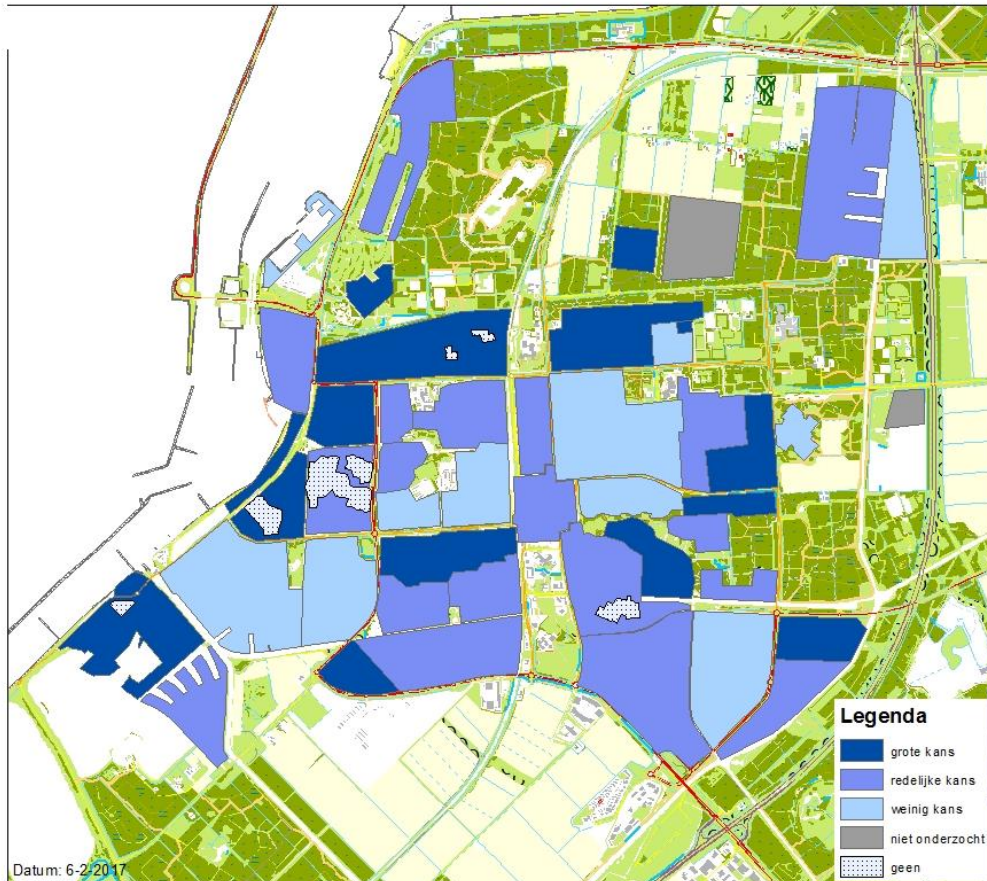 Legenda
grote kans
redelijke kans
weinig kans
niet onderzocht
geen
Datum: 6-2-2017